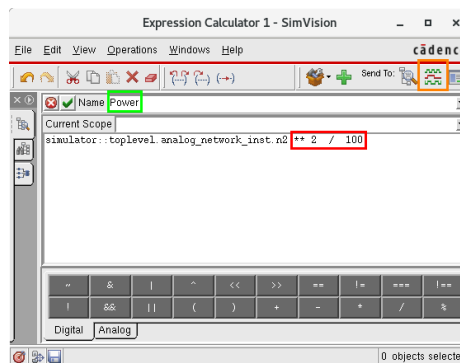 Expression Calculator 1 - SimVision
File Edit View Operations Windows Help
cādenc
Send To:
Name Power
Current Scope
simulator::toplevel.analog_network_inst.n2 ** 2 / 100
~ & | ^ << >> == != === !==
! && || ( ) + - * / %
Digital Analog
0 objects selecte